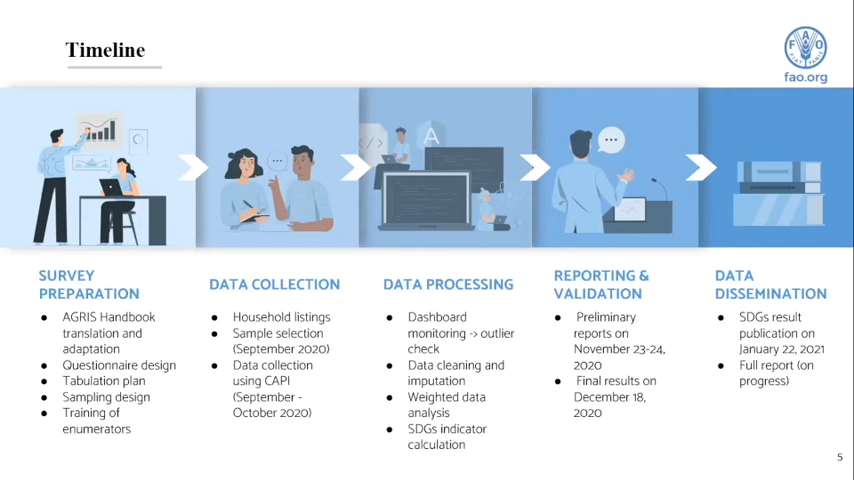 Timeline
FAO
FIAT PANIS
fao.org
A
</>
SURVEY
PREPARATION
● AGRIS Handbook
translation and
adaptation
● Questionnaire design
● Tabulation plan
● Sampling design
● Training of
enumerators
DATA COLLECTION
● Household listings
● Sample selection
(September 2020)
● Data collection
using CAPI
(September -
October 2020)
DATA PROCESSING
● Dashboard
monitoring -> outlier
check
● Data cleaning and
imputation
● Weighted data
analysis
● SDGs indicator
calculation
REPORTING &
VALIDATION
● Preliminary
reports on
November 23-24,
2020
● Final results on
December 18,
2020
DATA
DISSEMINATION
● SDGs result
publication on
January 22, 2021
● Full report (on
progress)
5